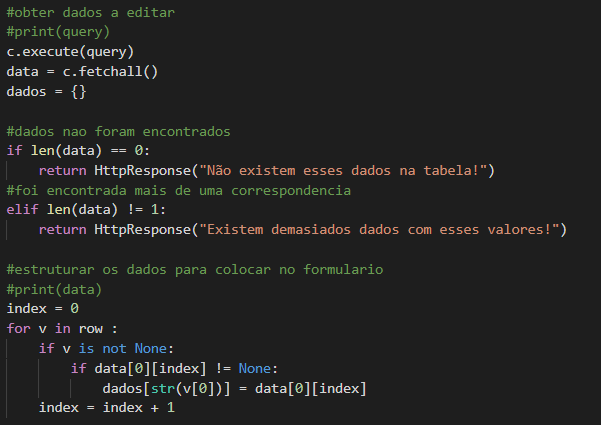 #obter dados a editar
#print(query)
c.execute(query)
data = c.fetchall()
dados = {}
#dados nao foram encontrados
if len(data) == 0:
return HttpResponse("Não existem esses dados na tabela!")
#foi encontrada mais de uma correspondencia
elif len(data) != 1:
return HttpResponse("Existem demasiados dados com esses valores!")
#estruturar os dados para colocar no formulario
#print(data)
index = 0
for v in row :
if v is not None:
if data[0][index] != None:
dados[str(v[0])] = data[0][index]
index = index + 1